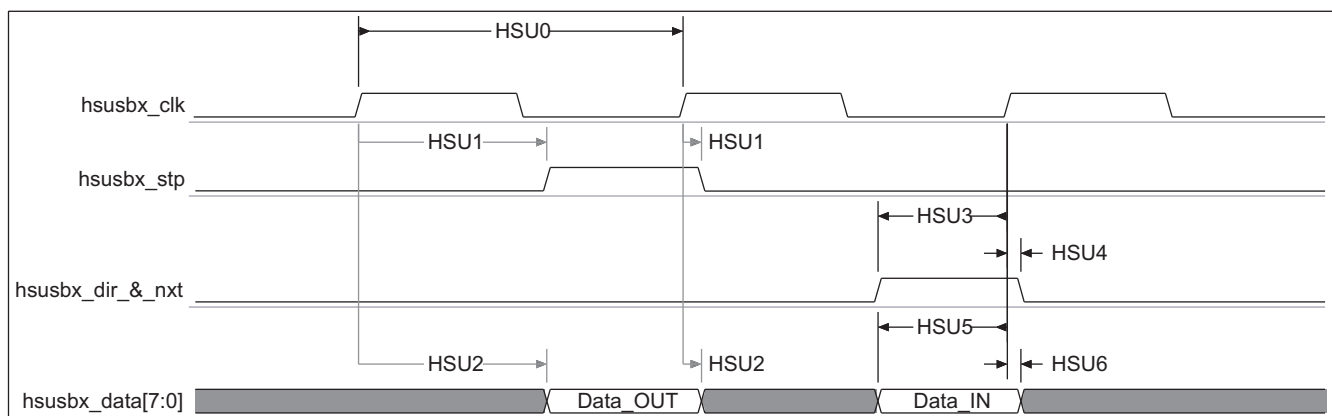 HSU0
hsusbx_clk
HSU1 HSU1
hsusbx_stp
HSU3
HSU4
hsusbx_dir_&_nxt
HSU5
HSU2 HSU2 HSU6
hsusbx_data[7:0] Data_OUT Data_IN